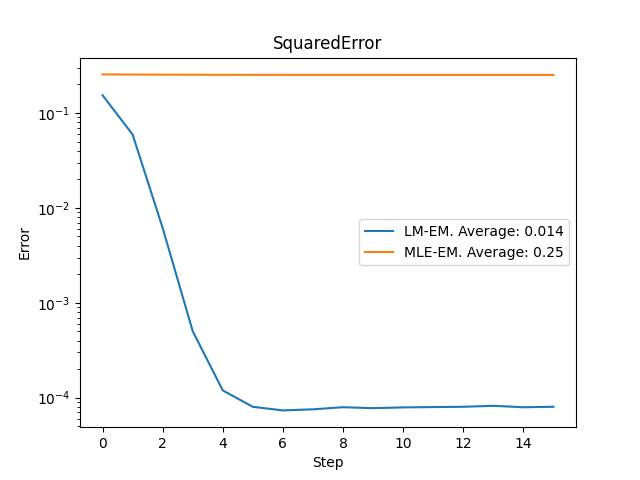 SquaredError
10⁻¹
10⁻²
10⁻³
10⁻⁴
Error
LM-EM. Average: 0.014
MLE-EM. Average: 0.25
0 2 4 6 8 10 12 14
Step